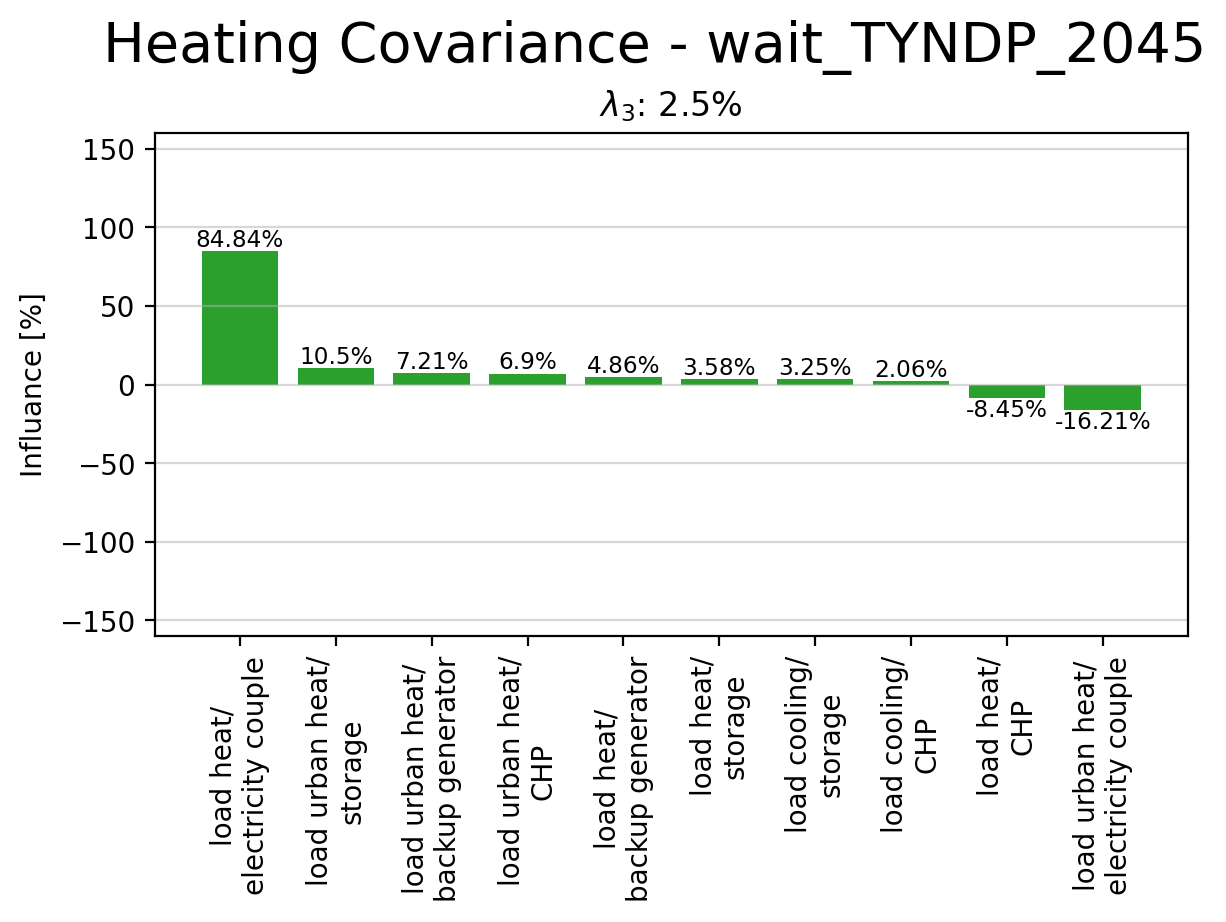 Heating Covariance - wait_TYNDP_2045
λ₃: 2.5%
Influance [%]
150
100
50
0
−50
−100
−150
84.84%
10.5%
7.21%
6.9%
4.86%
3.58%
3.25%
2.06%
-8.45%
-16.21%
load heat/
electricity couple
load urban heat/
storage
load urban heat/
backup generator
load urban heat/
CHP
load heat/
backup generator
load heat/
storage
load cooling/
storage
load cooling/
CHP
load heat/
CHP
load urban heat/
electricity couple